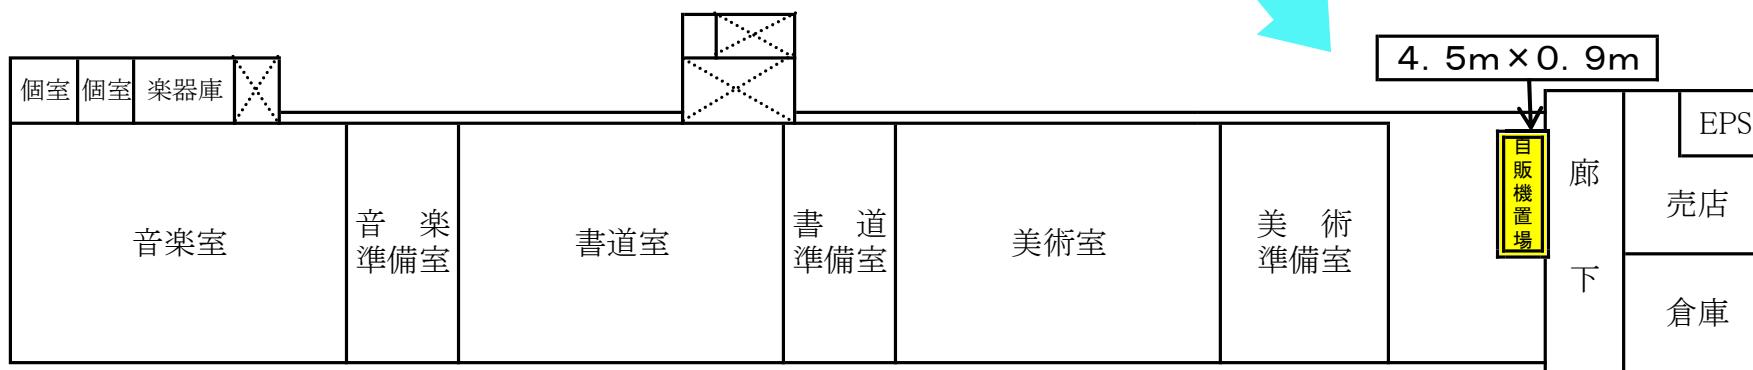 4. 5m×0. 9m
個室
個室
楽器庫
EPS
自販機置場
廊下
売店
音楽室
音　楽
準備室
書道室
書　道
準備室
美術室
美　術
準備室
倉庫